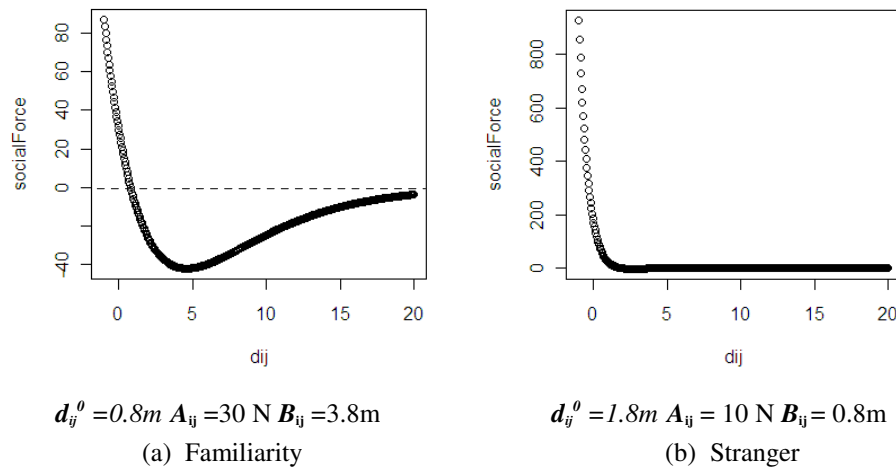 socialForce
80
60
40
20
0
-40
0 5 10 15 20
dij
socialForce
800
600
400
200
0
0 5 10 15 20
dij
d_ij^0 =0.8m A_ij =30 N B_ij =3.8m
d_ij^0 =1.8m A_ij = 10 N B_ij = 0.8m
(a) Familiarity
(b) Stranger